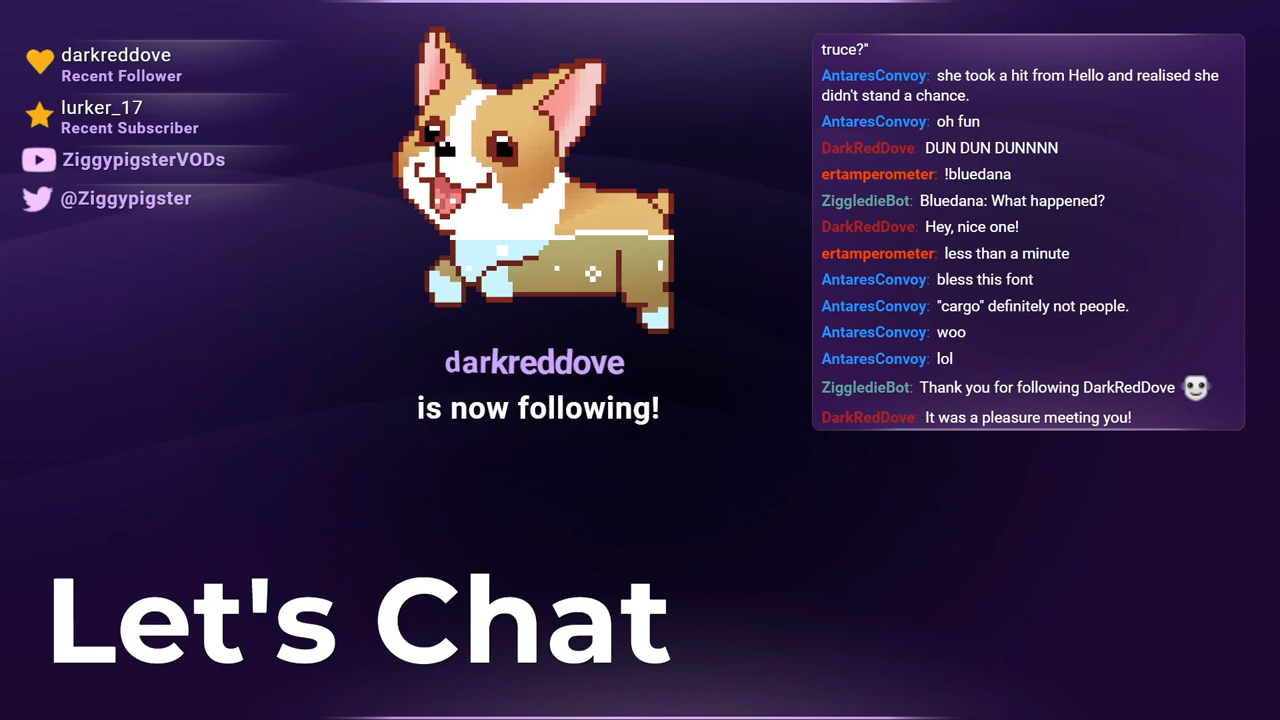 darkreddove
Recent Follower
lurker_17
Recent Subscriber
ZiggypigsterVODs
@Ziggypigster
darkreddove
is now following!
truce?"
AntaresConvoy: she took a hit from Hello and realised she
didn't stand a chance.
AntaresConvoy: oh fun
DarkRedDove: DUN DUN DUNNNN
ertamperometer: !bluedana
ZiggledieBot: Bluedana: What happened?
DarkRedDove: Hey, nice one!
ertamperometer: less than a minute
AntaresConvoy: bless this font
AntaresConvoy: "cargo" definitely not people.
AntaresConvoy: woo
AntaresConvoy: lol
ZiggledieBot: Thank you for following DarkRedDove
DarkRedDove: It was a pleasure meeting you!
Let's Chat